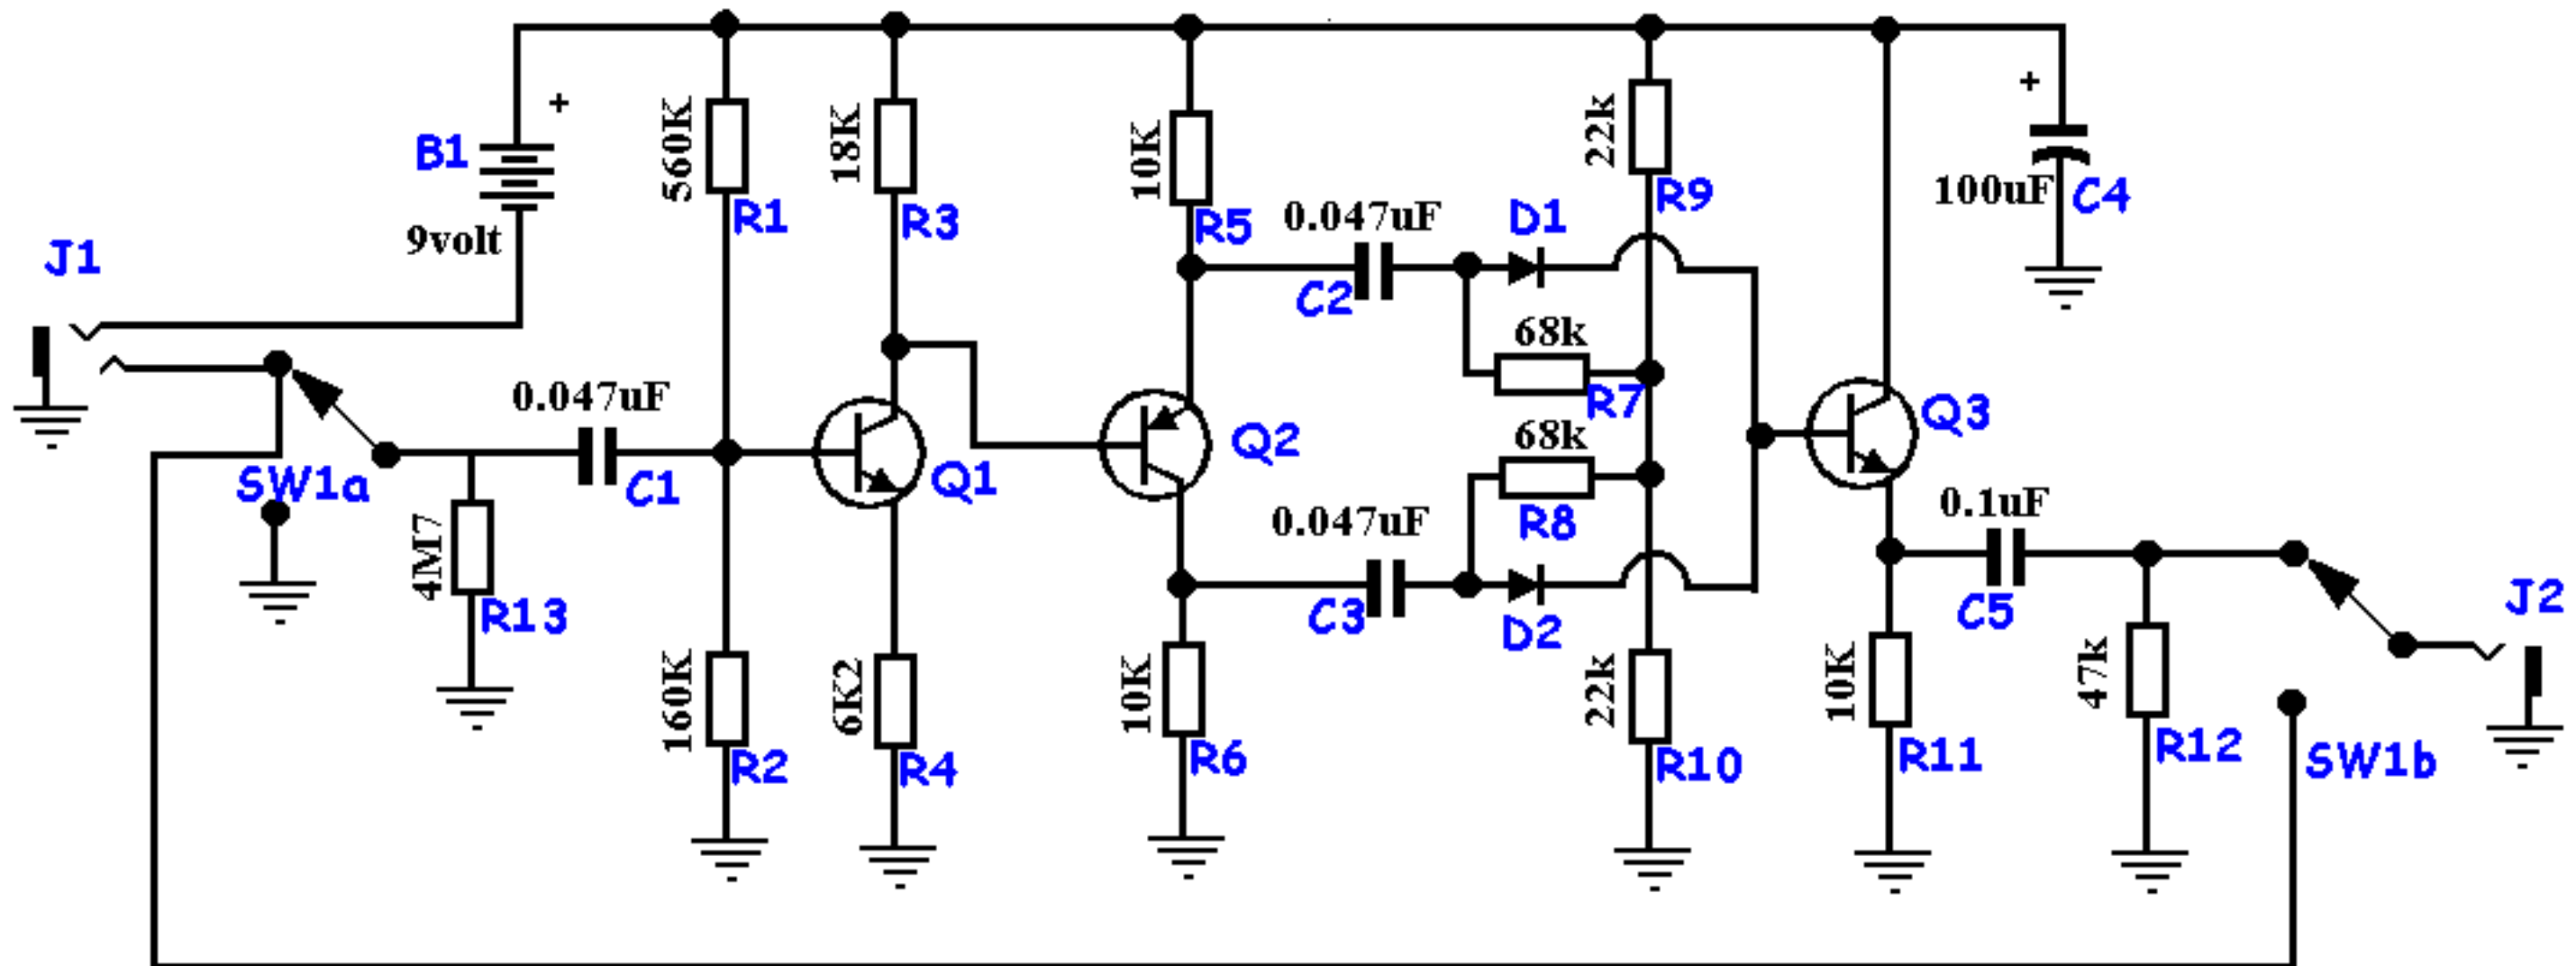 +
B1
9volt
J1
SW1a
4M7
R13
0.047uF
C1
560K
R1
160K
R2
18K
R3
Q1
6K2
R4
10K
R5
Q2
10K
R6
0.047uF
C2
D1
68k
R7
68k
R8
0.047uF
C3
D2
22k
R9
22k
R10
Q3
+
100uF
C4
0.1uF
C5
10K
R11
47k
R12
J2
SW1b